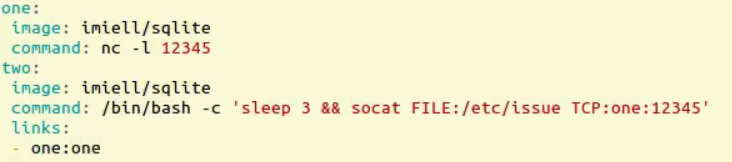 one:
 image: imiell/sqlite
 command: nc -l 12345
two:
 image: imiell/sqlite
 command: /bin/bash -c 'sleep 3 && socat FILE:/etc/issue TCP:one:12345'
 links:
 - one:one